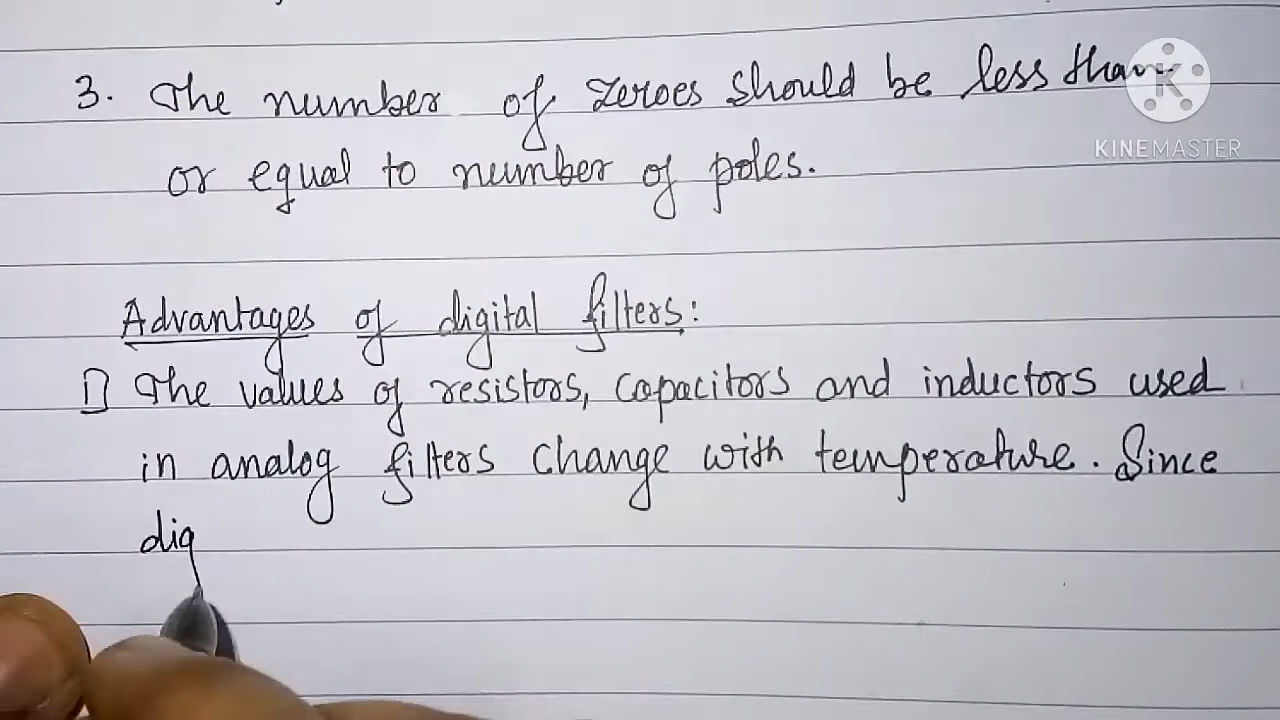 3. The number of zeroes should be less than
or equal to number of poles.
K
KINEMASTER
Advantages of digital filters:
1] The values of resistors, capacitors and inductors used
in analog filters change with temperature. Since
dig